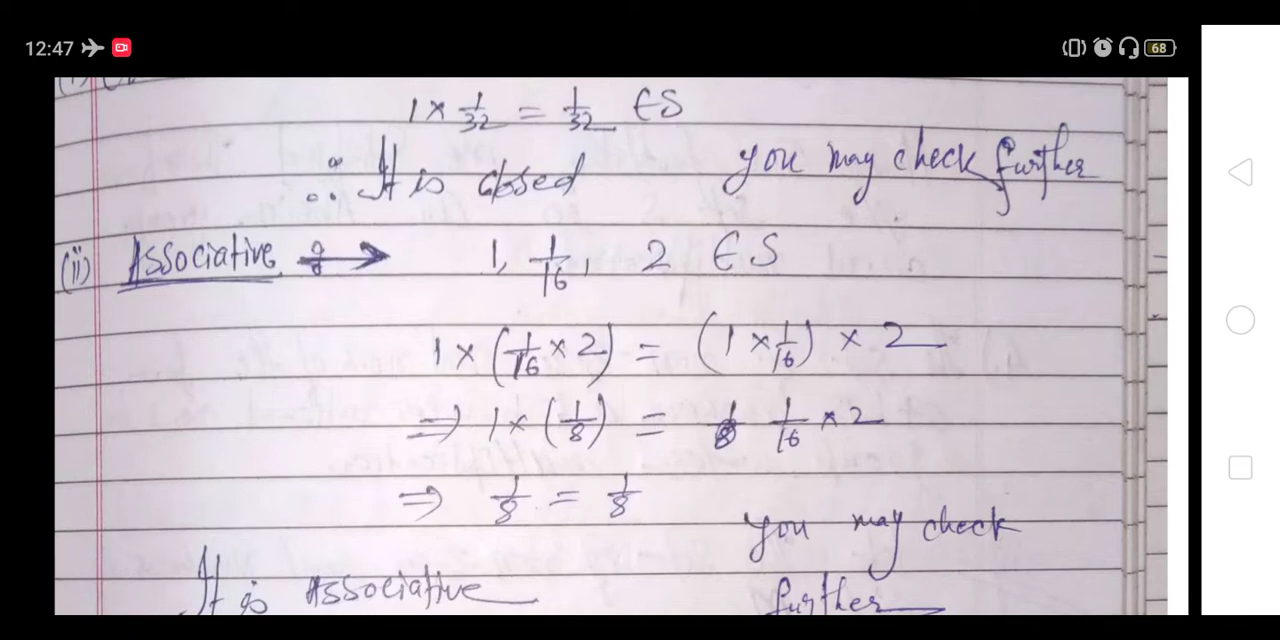 12:47
68
1 × 1/32 = 1/32 ∈ S
∴ It is closed you may check further
(ii) Associative : → 1, 1/16, 2 ∈ S
1 × (1/16 × 2) = (1 × 1/16) × 2
⇒ 1 × (1/8) = 1/16 × 2
⇒ 1/8 = 1/8
you may check
It is Associative further